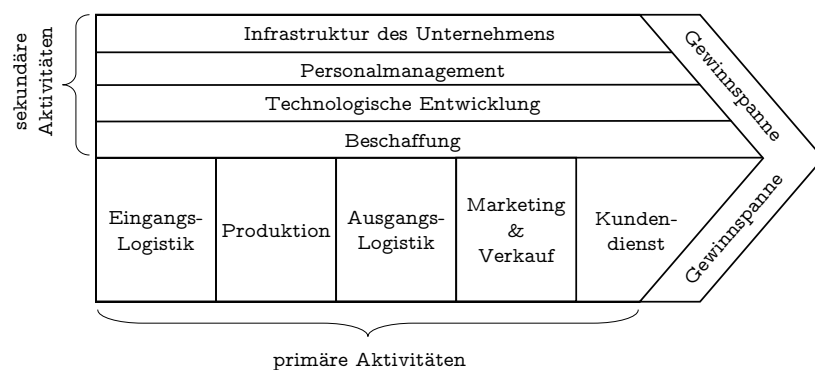 sekundäre
Aktivitäten
Infrastruktur des Unternehmens
Personalmanagement
Technologische Entwicklung
Beschaffung
Gewinnspanne
Eingangs-
Logistik
Produktion
Ausgangs-
Logistik
Marketing
&
Verkauf
Kunden-
dienst
Gewinnspanne
primäre Aktivitäten